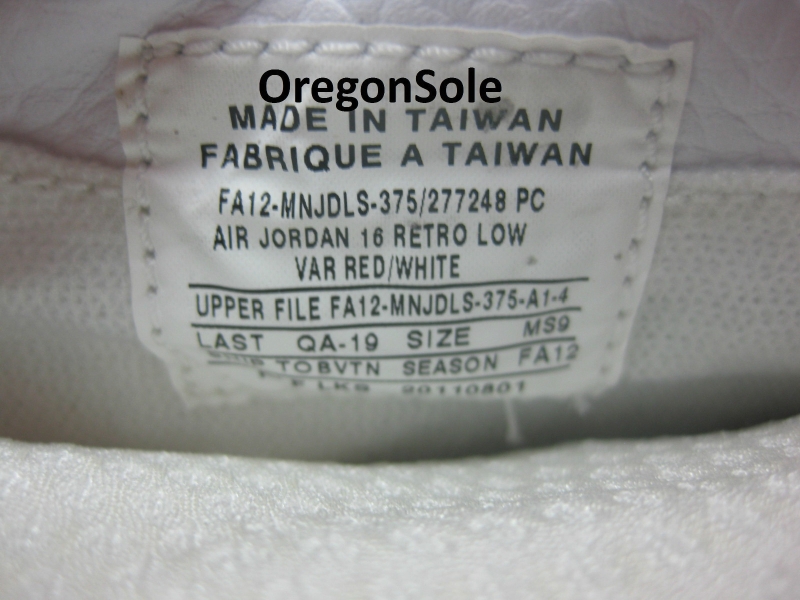 OregonSole
MADE IN TAIWAN
FABRIQUE A TAIWAN
FA12-MNJDLS-375/277248 PC
AIR JORDAN 16 RETRO LOW
VAR RED/WHITE
UPPER FILE FA12-MNJDLS-375-A1-4
LAST QA-19 SIZE MS9
TOBVTN SEASON FA12
20110801